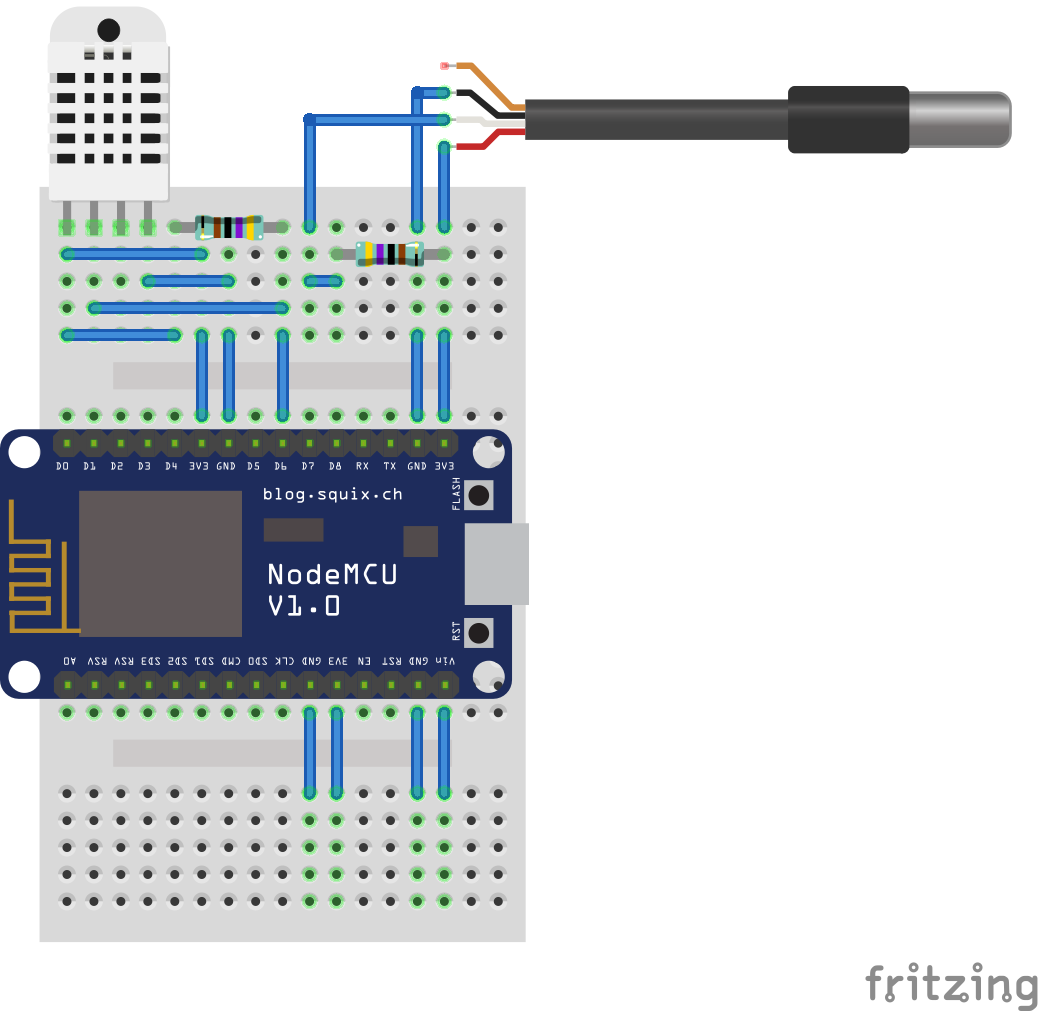 D0 D1 D2 D3 D4 3V3 GND D5 D6 D7 D8 RX TX GND 3V3
FLASH
blog.squix.ch
NodeMCU
V1.0
RST
A0 RSV RSV SD3 SD2 SD1 CMD SD0 CLK GND 3V3 EN RST GND Vin
fritzing